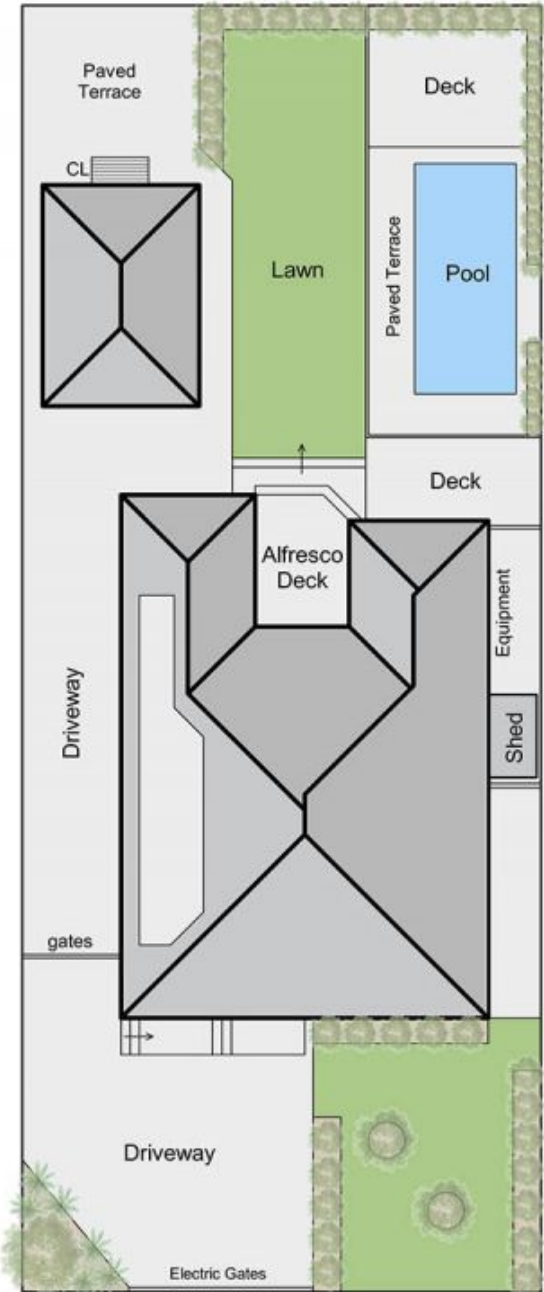 Paved
Terrace
Deck
CL
Lawn
Paved Terrace
Pool
Deck
Alfresco
Deck
Equipment
Driveway
Shed
gates
Driveway
Electric Gates